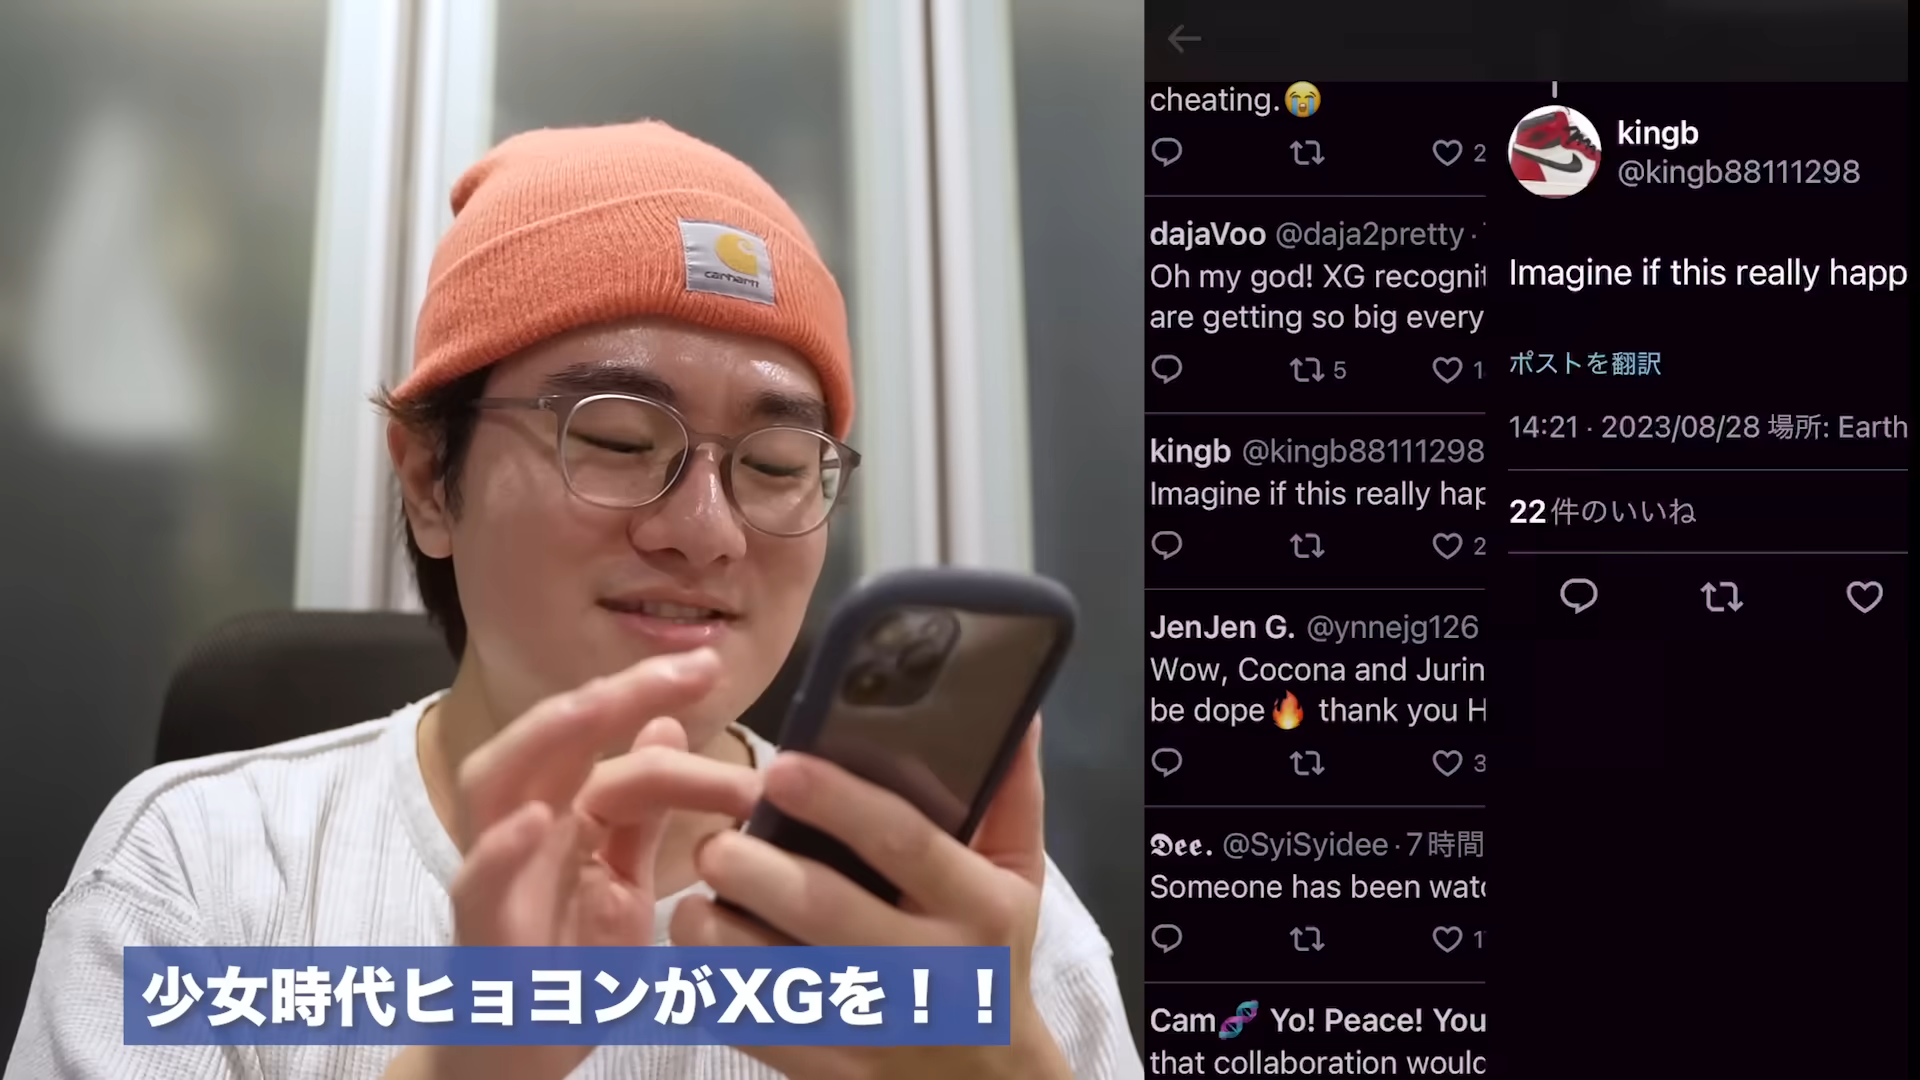 carhartt
少女時代ヒョヨンがXGを！！
cheating.😭
2
dajaVoo @daja2pretty ·
Oh my god! XG recognit
are getting so big every
5
1
kingb @kingb88111298
Imagine if this really hap
2
JenJen G. @ynnejg126
Wow, Cocona and Jurin
be dope🔥 thank you H
3
𝕯𝖊𝖊. @SyiSyidee · 7時間
Someone has been watc
1
Cam🧬 Yo! Peace! You
that collaboration would
kingb
@kingb88111298
Imagine if this really happ
ポストを翻訳
14:21 · 2023/08/28 場所: Earth
22件のいいね